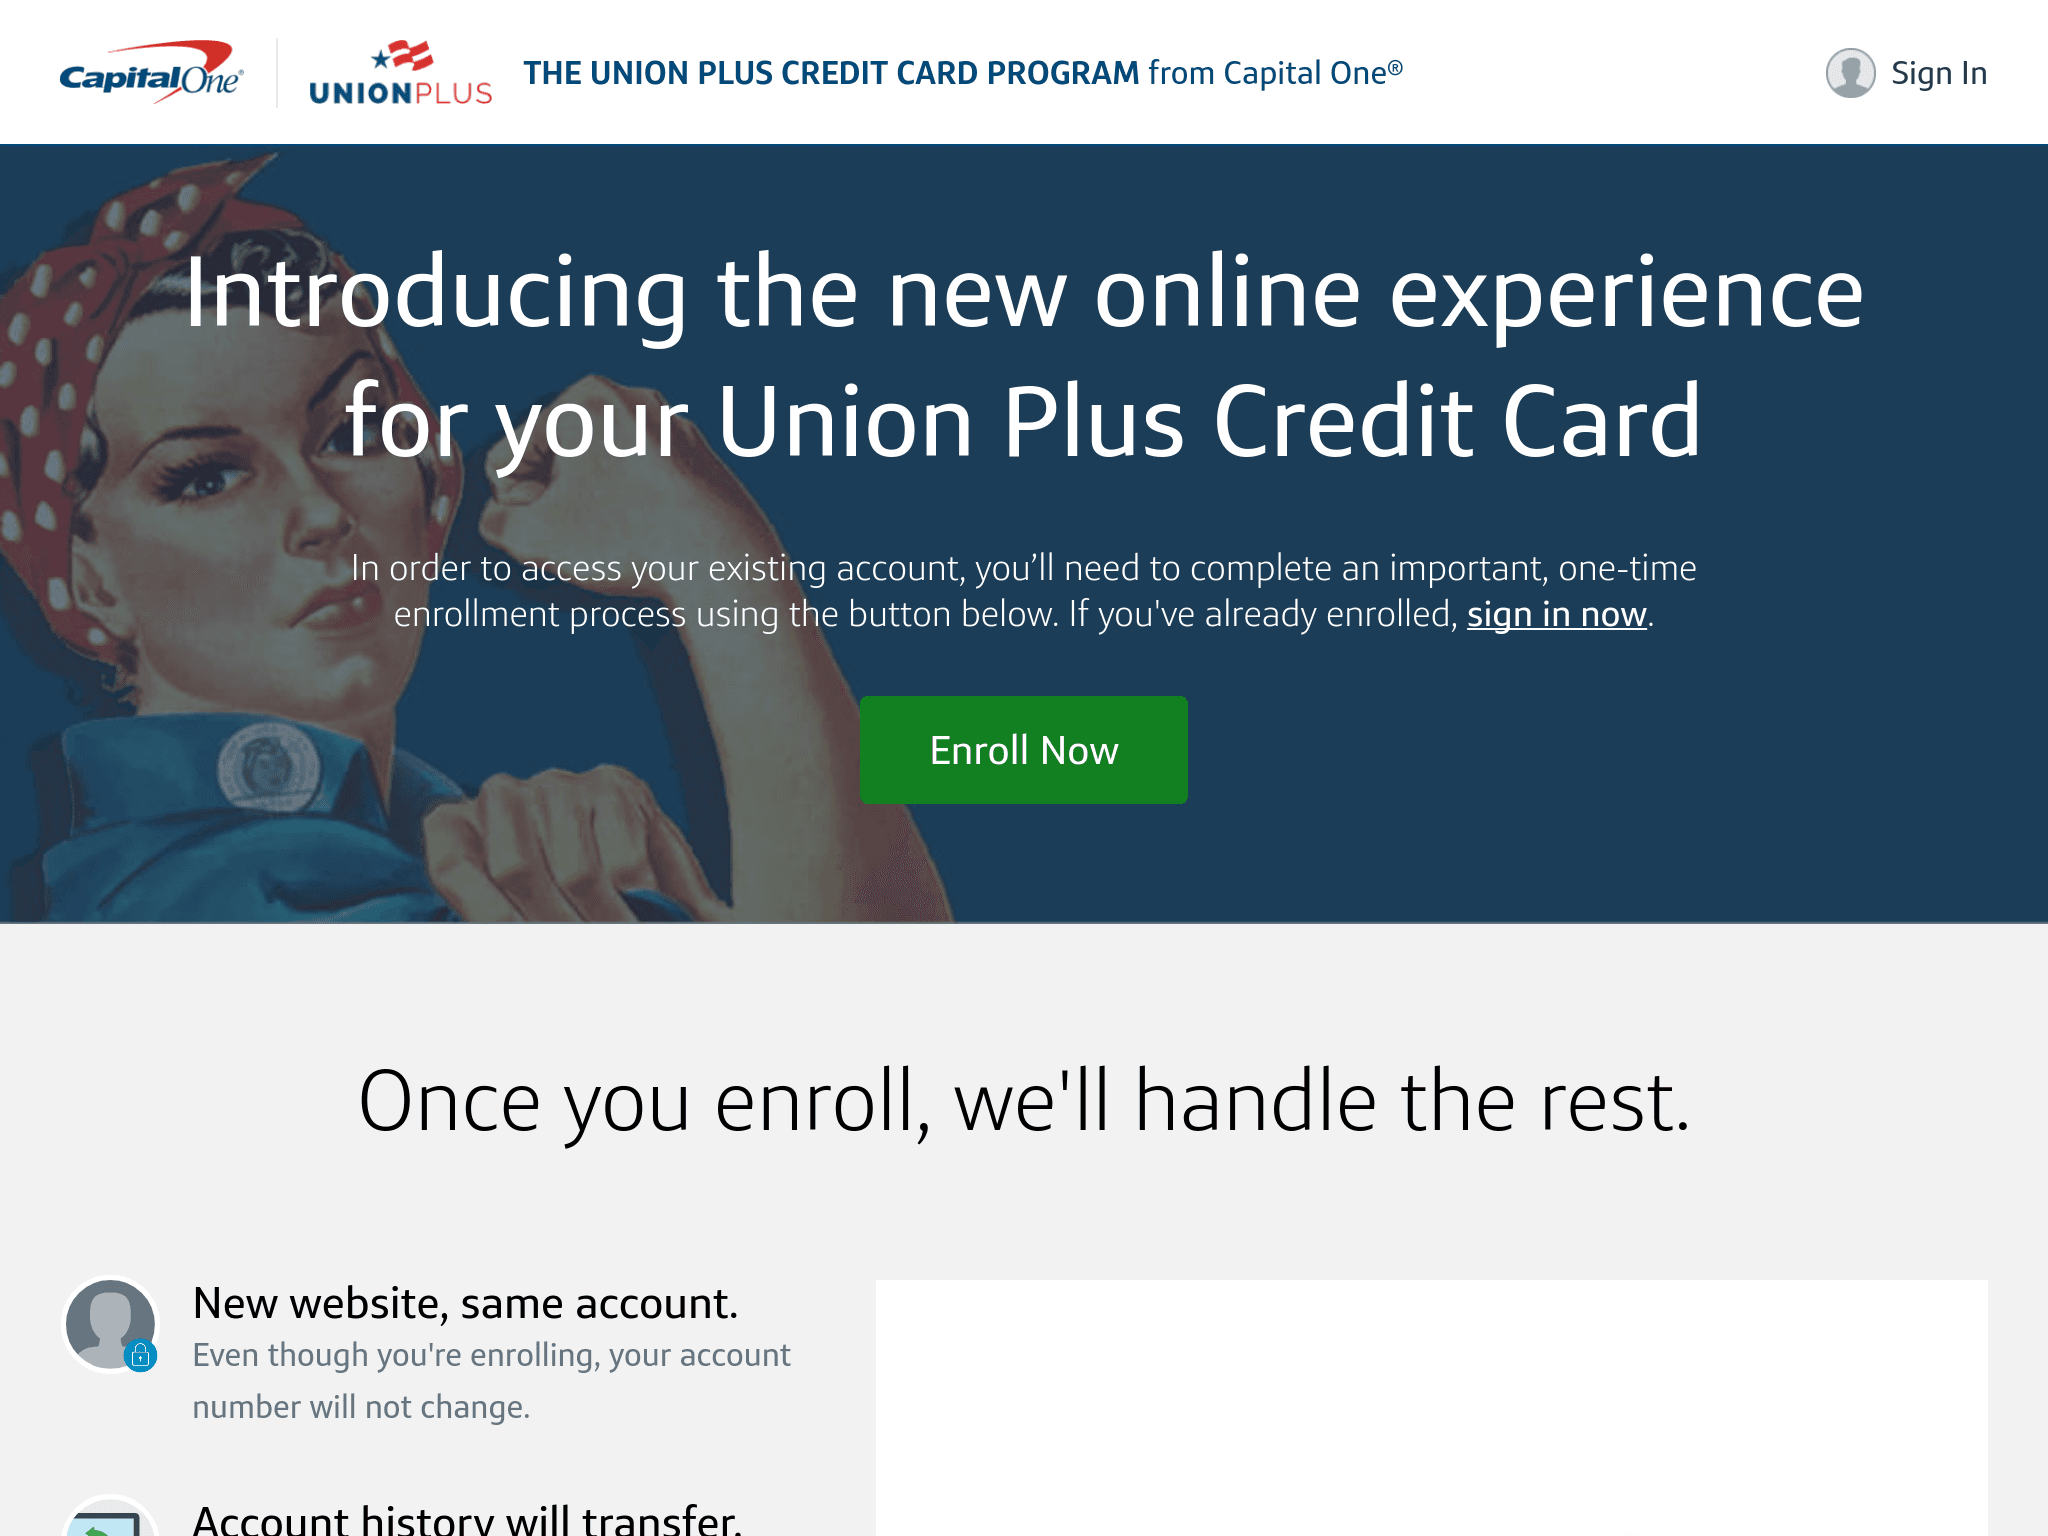 CapitalOne®
UNIONPLUS
THE UNION PLUS CREDIT CARD PROGRAM from Capital One®
Sign In
Introducing the new online experience
for your Union Plus Credit Card
In order to access your existing account, you’ll need to complete an important, one-time
enrollment process using the button below. If you've already enrolled, sign in now.
Enroll Now
Once you enroll, we'll handle the rest.
New website, same account.
Even though you're enrolling, your account
number will not change.
Account history will transfer.